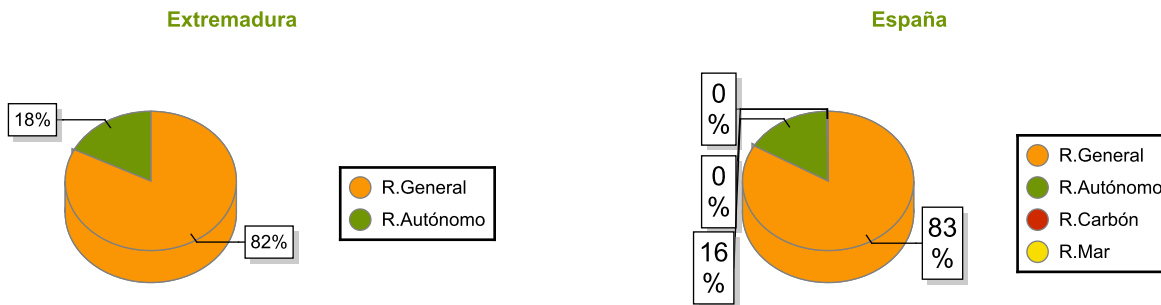 Extremadura
18%
82%
R.General
R.Autónomo
España
0
%
0
%
16
%
83
%
R.General
R.Autónomo
R.Carbón
R.Mar